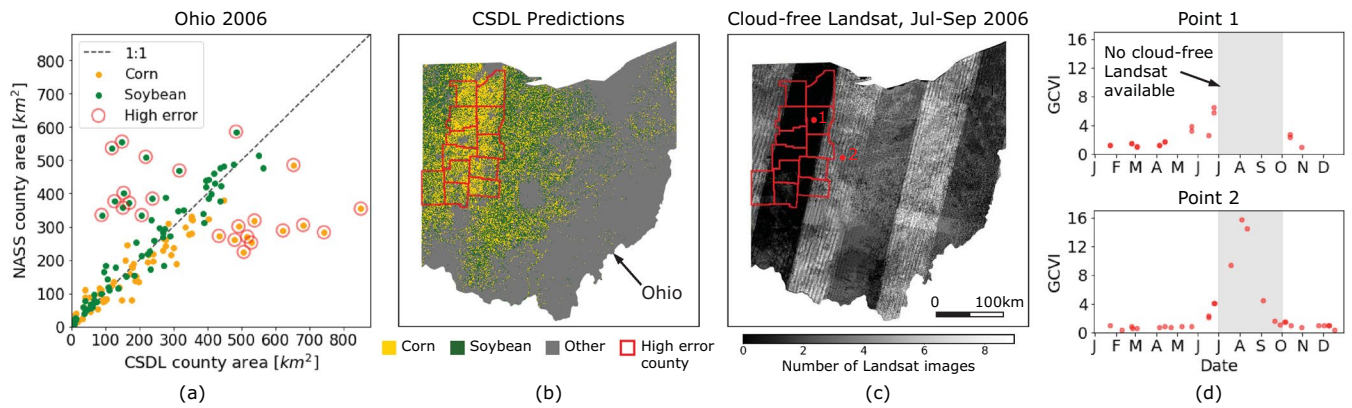 Ohio 2006
NASS county area [km²]
800
700
600
500
400
300
200
100
0
1:1
Corn
Soybean
High error
0 100 200 300 400 500 600 700 800
CSDL county area [km²]
(a)
CSDL Predictions
Ohio
Corn
Soybean
Other
High error
county
(b)
Cloud-free Landsat, Jul-Sep 2006
1
2
0 100km
0 2 4 6 8
Number of Landsat images
(c)
Point 1
GCVI
16
12
8
4
0
No cloud-free
Landsat
available
J F M A M J J A S O N D
Point 2
GCVI
16
12
8
4
0
J F M A M J J A S O N D
Date
(d)